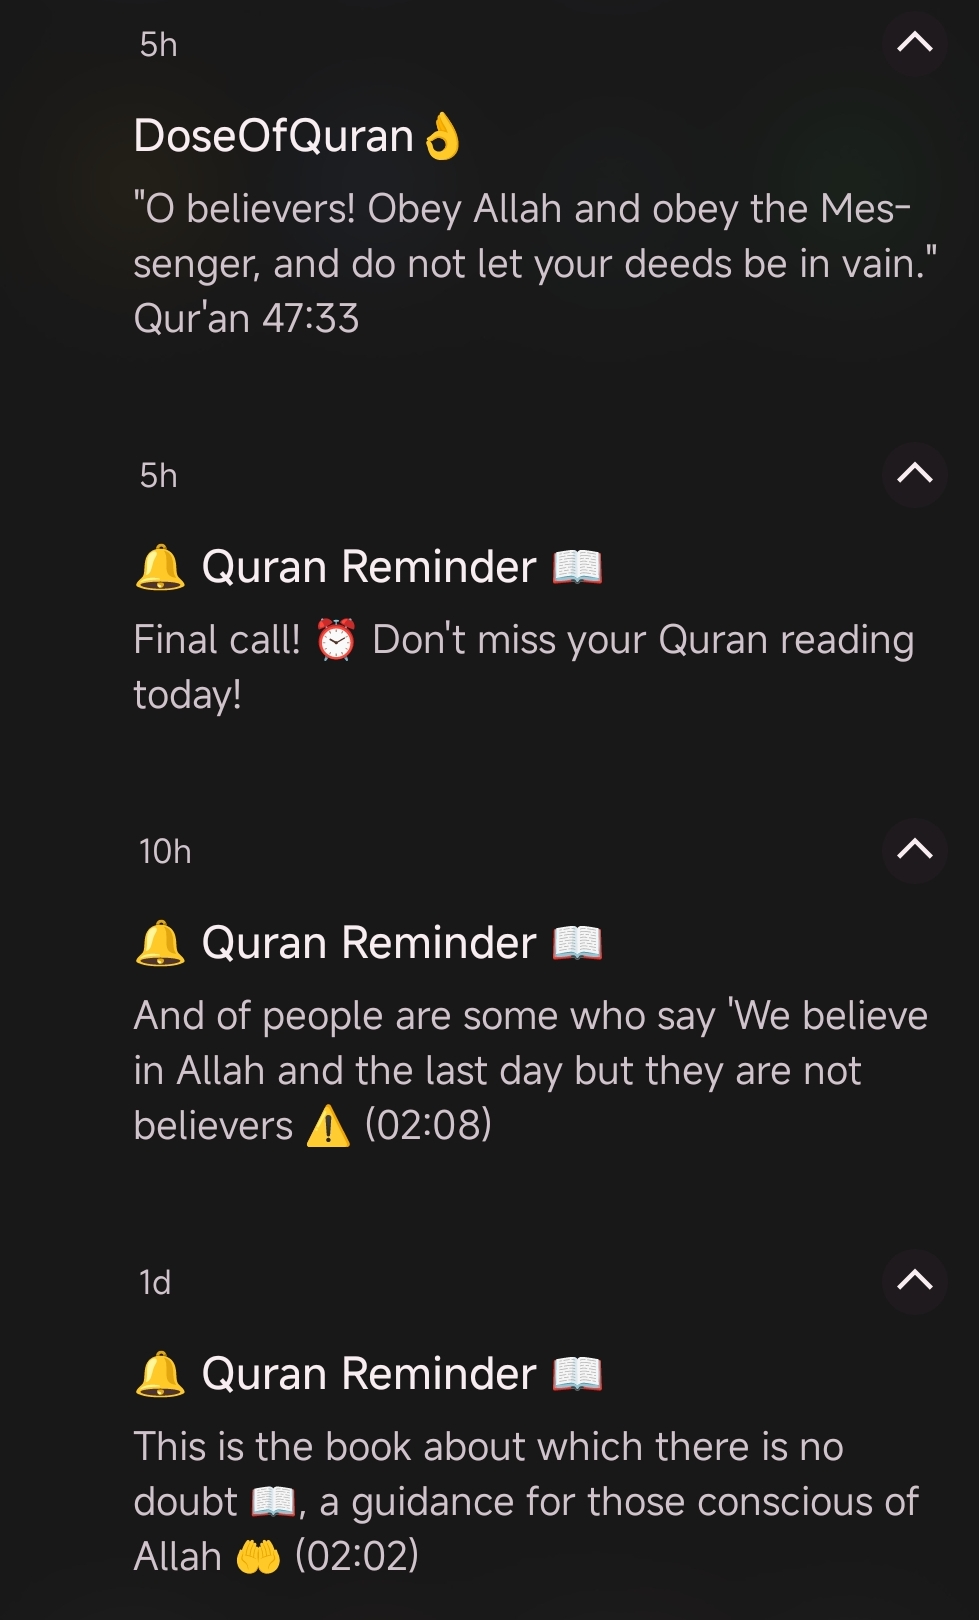 5h
DoseOfQuran👌
"O believers! Obey Allah and obey the Mes-
senger, and do not let your deeds be in vain."
Qur'an 47:33
5h
🔔 Quran Reminder 📖
Final call! ⏰ Don't miss your Quran reading
today!
10h
🔔 Quran Reminder 📖
And of people are some who say 'We believe
in Allah and the last day but they are not
believers ⚠️ (02:08)
1d
🔔 Quran Reminder 📖
This is the book about which there is no
doubt 📖, a guidance for those conscious of
Allah 🤲 (02:02)